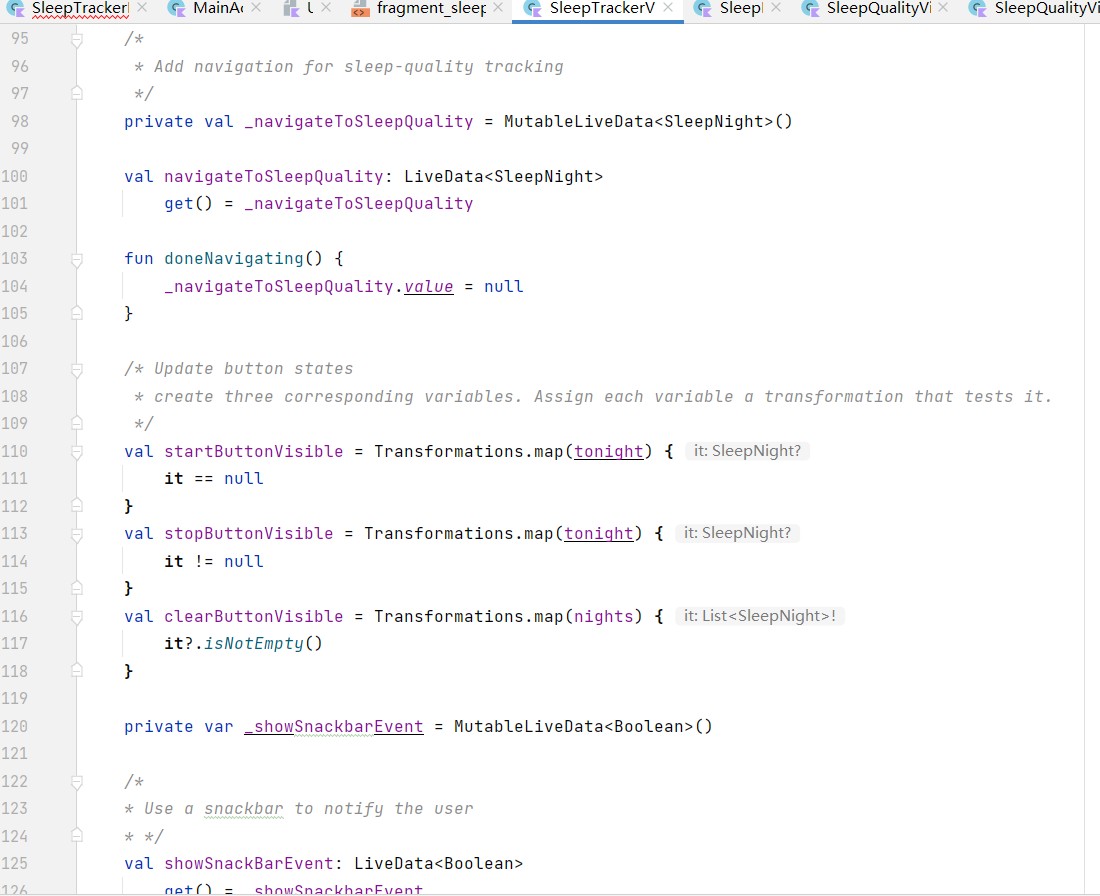 SleepTracker MainAc fragment_sleep SleepTrackerV Sleep SleepQualityVi SleepQualityVi
95 /*
96 * Add navigation for sleep-quality tracking
97 */
98 private val _navigateToSleepQuality = MutableLiveData<SleepNight>()
99
100 val navigateToSleepQuality: LiveData<SleepNight>
101 get() = _navigateToSleepQuality
102
103 fun doneNavigating() {
104 _navigateToSleepQuality.value = null
105 }
106
107 /* Update button states
108 * create three corresponding variables. Assign each variable a transformation that tests it.
109 */
110 val startButtonVisible = Transformations.map(tonight) { it: SleepNight?
111 it == null
112 }
113 val stopButtonVisible = Transformations.map(tonight) { it: SleepNight?
114 it != null
115 }
116 val clearButtonVisible = Transformations.map(nights) { it: List<SleepNight>!
117 it?.isNotEmpty()
118 }
119
120 private var _showSnackbarEvent = MutableLiveData<Boolean>()
121
122 /*
123 * Use a snackbar to notify the user
124 * */
125 val showSnackBarEvent: LiveData<Boolean>
126 get() = _showSnackbarEvent